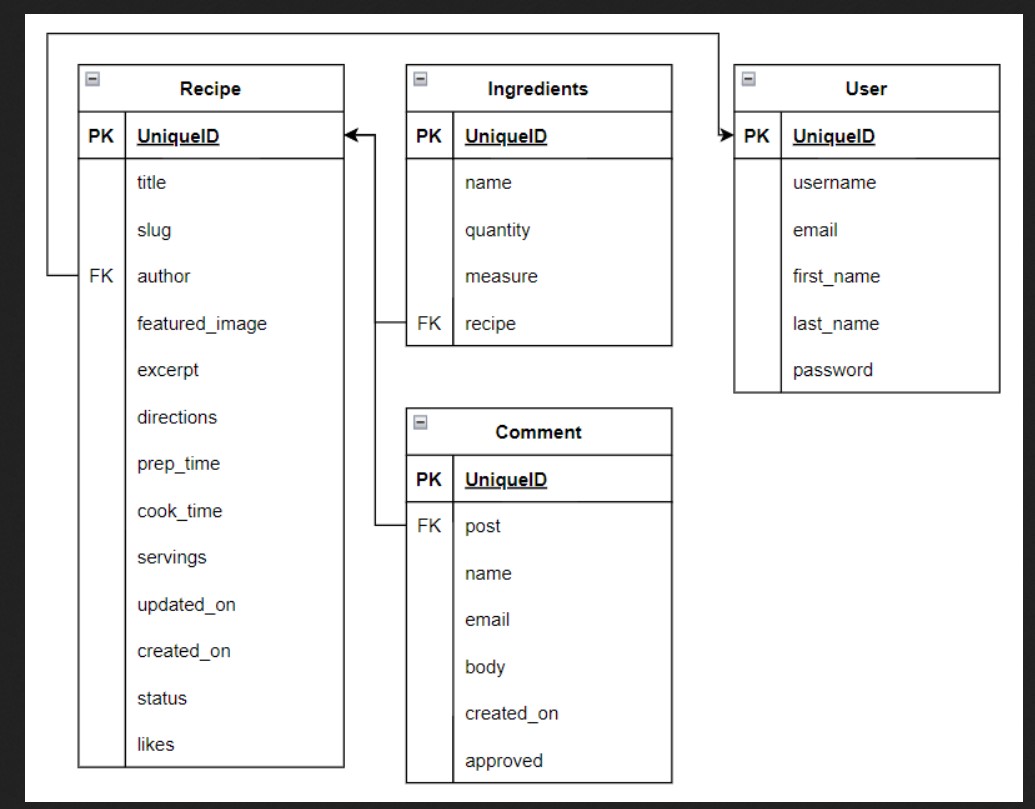 Recipe
PK UniqueID
title
slug
FK author
featured_image
excerpt
directions
prep_time
cook_time
servings
updated_on
created_on
status
likes
Ingredients
PK UniqueID
name
quantity
measure
FK recipe
Comment
PK UniqueID
FK post
name
email
body
created_on
approved
User
PK UniqueID
username
email
first_name
last_name
password